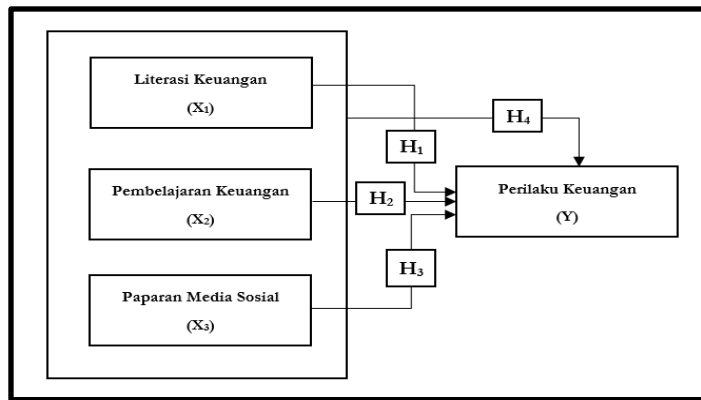 Literasi Keuangan
(X₁)
Pembelajaran Keuangan
(X₂)
Paparan Media Sosial
(X₃)
H₁
H₂
H₃
H₄
Perilaku Keuangan
(Y)